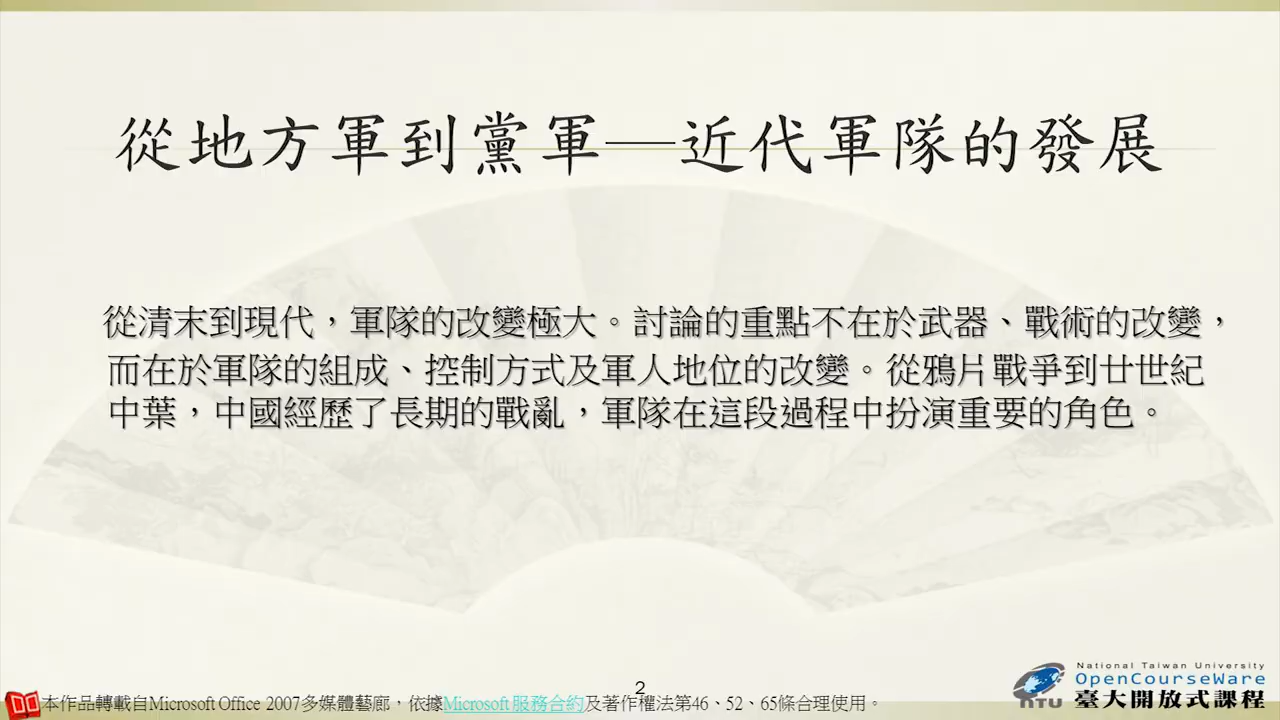 從地方軍到黨軍—近代軍隊的發展
從清末到現代，軍隊的改變極大。討論的重點不在於武器、戰術的改變，
而在於軍隊的組成、控制方式及軍人地位的改變。從鴉片戰爭到廿世紀
中葉，中國經歷了長期的戰亂，軍隊在這段過程中扮演重要的角色。
2
本作品轉載自Microsoft Office 2007多媒體藝廊，依據Microsoft 服務合約及著作權法第46、52、65條合理使用。
National Taiwan University
OpenCourseWare
NTU 臺大開放式課程